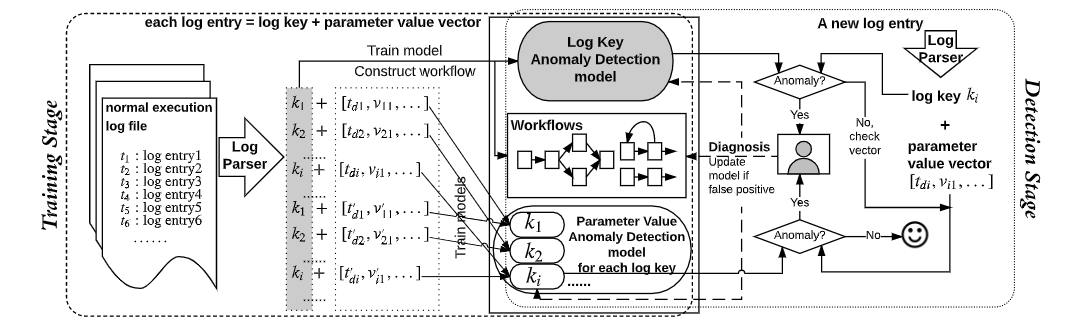 each log entry = log key + parameter value vector
Training Stage
normal execution
log file
t1 : log entry1
t2 : log entry2
t3 : log entry3
t4 : log entry4
t5 : log entry5
t6 : log entry6
......
Log
Parser
Train model
Construct workflow
k1 + [td1, v11, . . .]
k2 + [td2, v21, . . .]
......
ki + [tdi, vi1, . . .]
......
k1 + [t'd1, v'11, . . .]
k2 + [t'd2, v'21, . . .]
......
ki + [t'di, v'i1, . . .]
......
Train models
Log Key
Anomaly Detection
model
Workflows
k1
k2
ki
Parameter Value
Anomaly Detection
model
for each log key
......
Diagnosis
Update
model if
false positive
A new log entry
Log
Parser
log key ki
+
parameter
value vector
[tdi, vi1, . . .]
Anomaly?
Yes
No,
check
vector
Yes
Anomaly?
No
Detection Stage